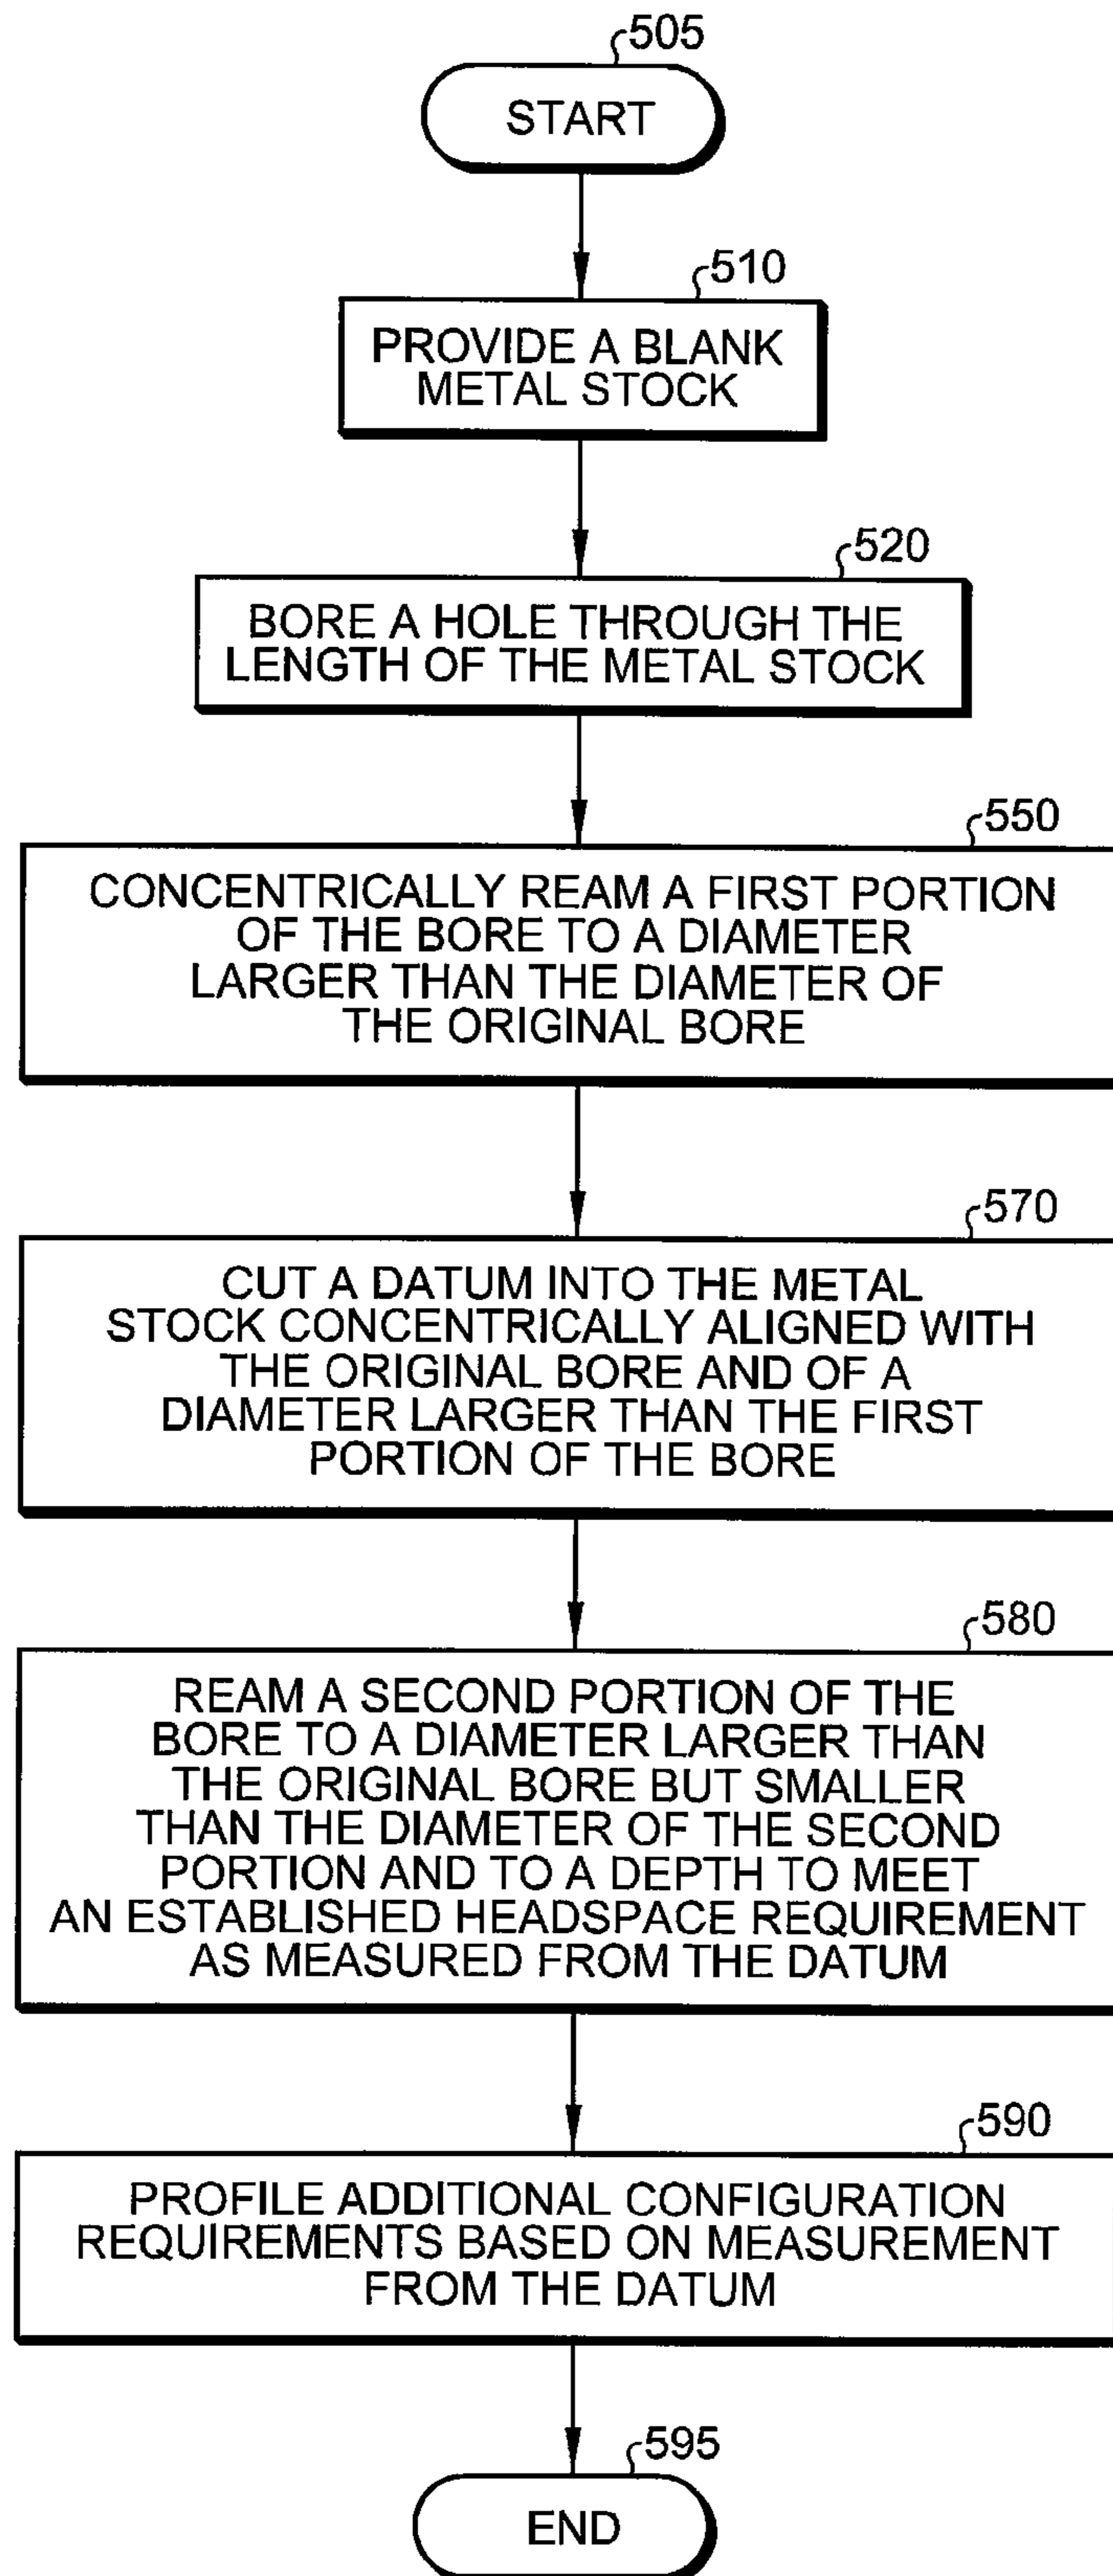 505
START
510
PROVIDE A BLANK
METAL STOCK
520
BORE A HOLE THROUGH THE
LENGTH OF THE METAL STOCK
550
CONCENTRICALLY REAM A FIRST PORTION
OF THE BORE TO A DIAMETER
LARGER THAN THE DIAMETER OF
THE ORIGINAL BORE
570
CUT A DATUM INTO THE METAL
STOCK CONCENTRICALLY ALIGNED WITH
THE ORIGINAL BORE AND OF A
DIAMETER LARGER THAN THE FIRST
PORTION OF THE BORE
580
REAM A SECOND PORTION OF THE
BORE TO A DIAMETER LARGER THAN
THE ORIGINAL BORE BUT SMALLER
THAN THE DIAMETER OF THE SECOND
PORTION AND TO A DEPTH TO MEET
AN ESTABLISHED HEADSPACE REQUIREMENT
AS MEASURED FROM THE DATUM
590
PROFILE ADDITIONAL CONFIGURATION
REQUIREMENTS BASED ON MEASUREMENT
FROM THE DATUM
595
END